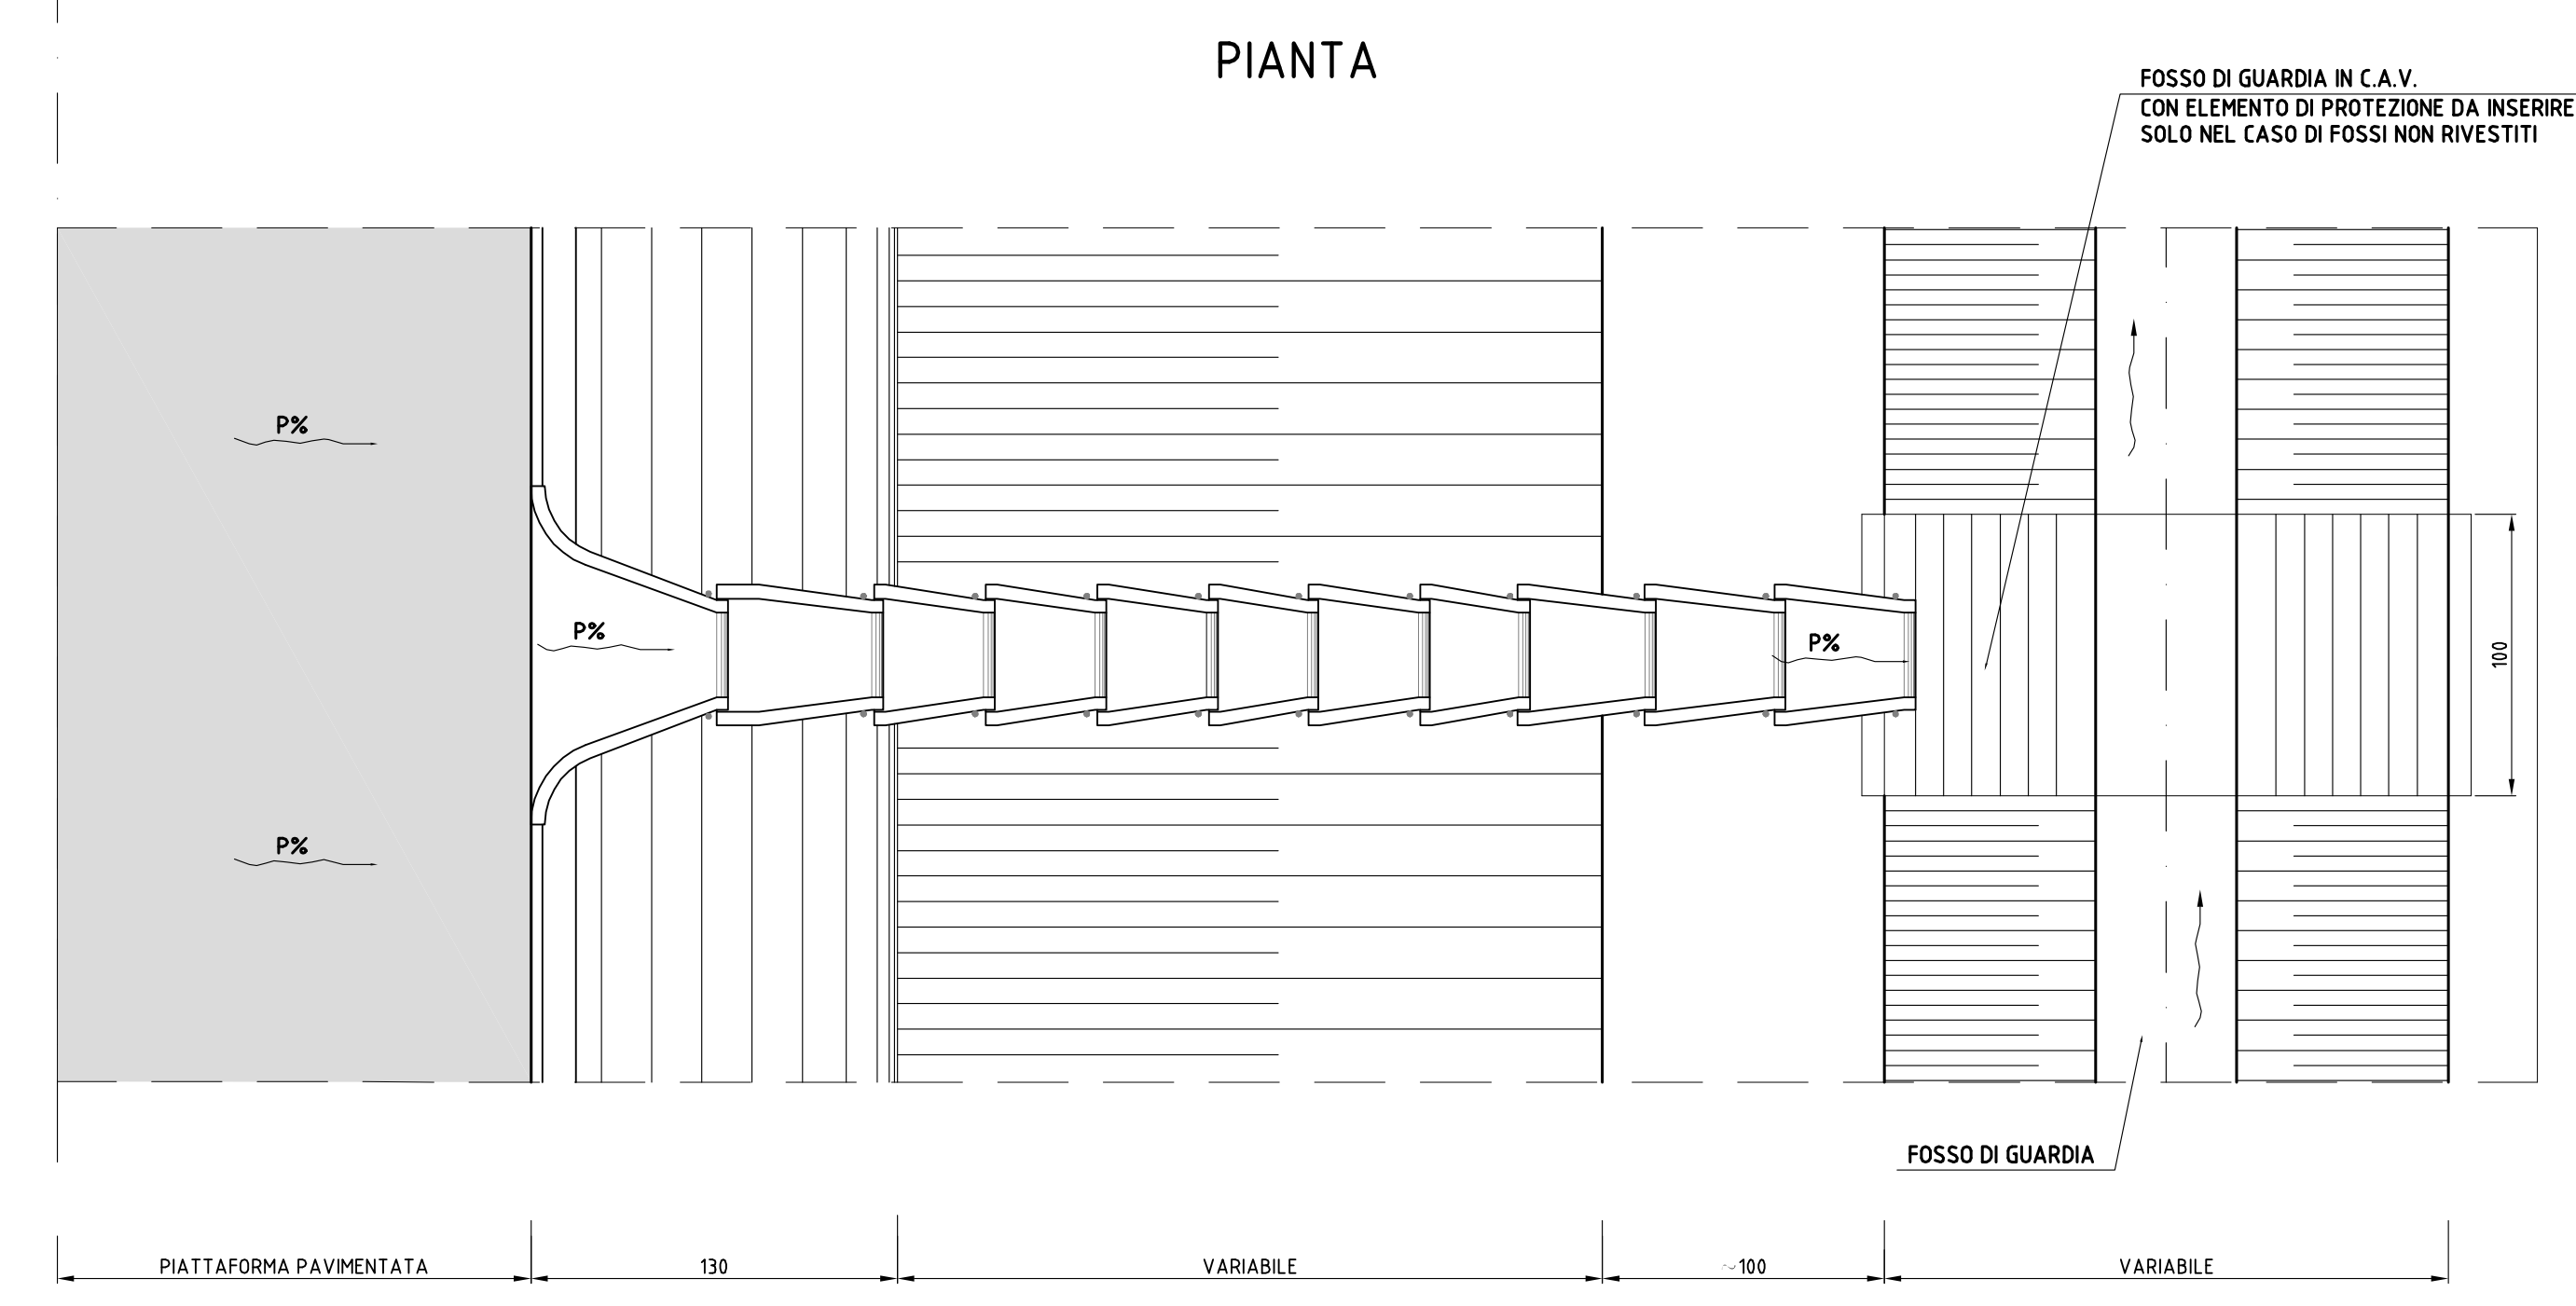 PIANTA
FOSSO DI GUARDIA IN C.A.V.
CON ELEMENTO DI PROTEZIONE DA INSERIRE
SOLO NEL CASO DI FOSSI NON RIVESTITI
P%
P%
P%
100
P%
FOSSO DI GUARDIA
PIATTAFORMA PAVIMENTATA
130
VARIABILE
~100
VARIABILE